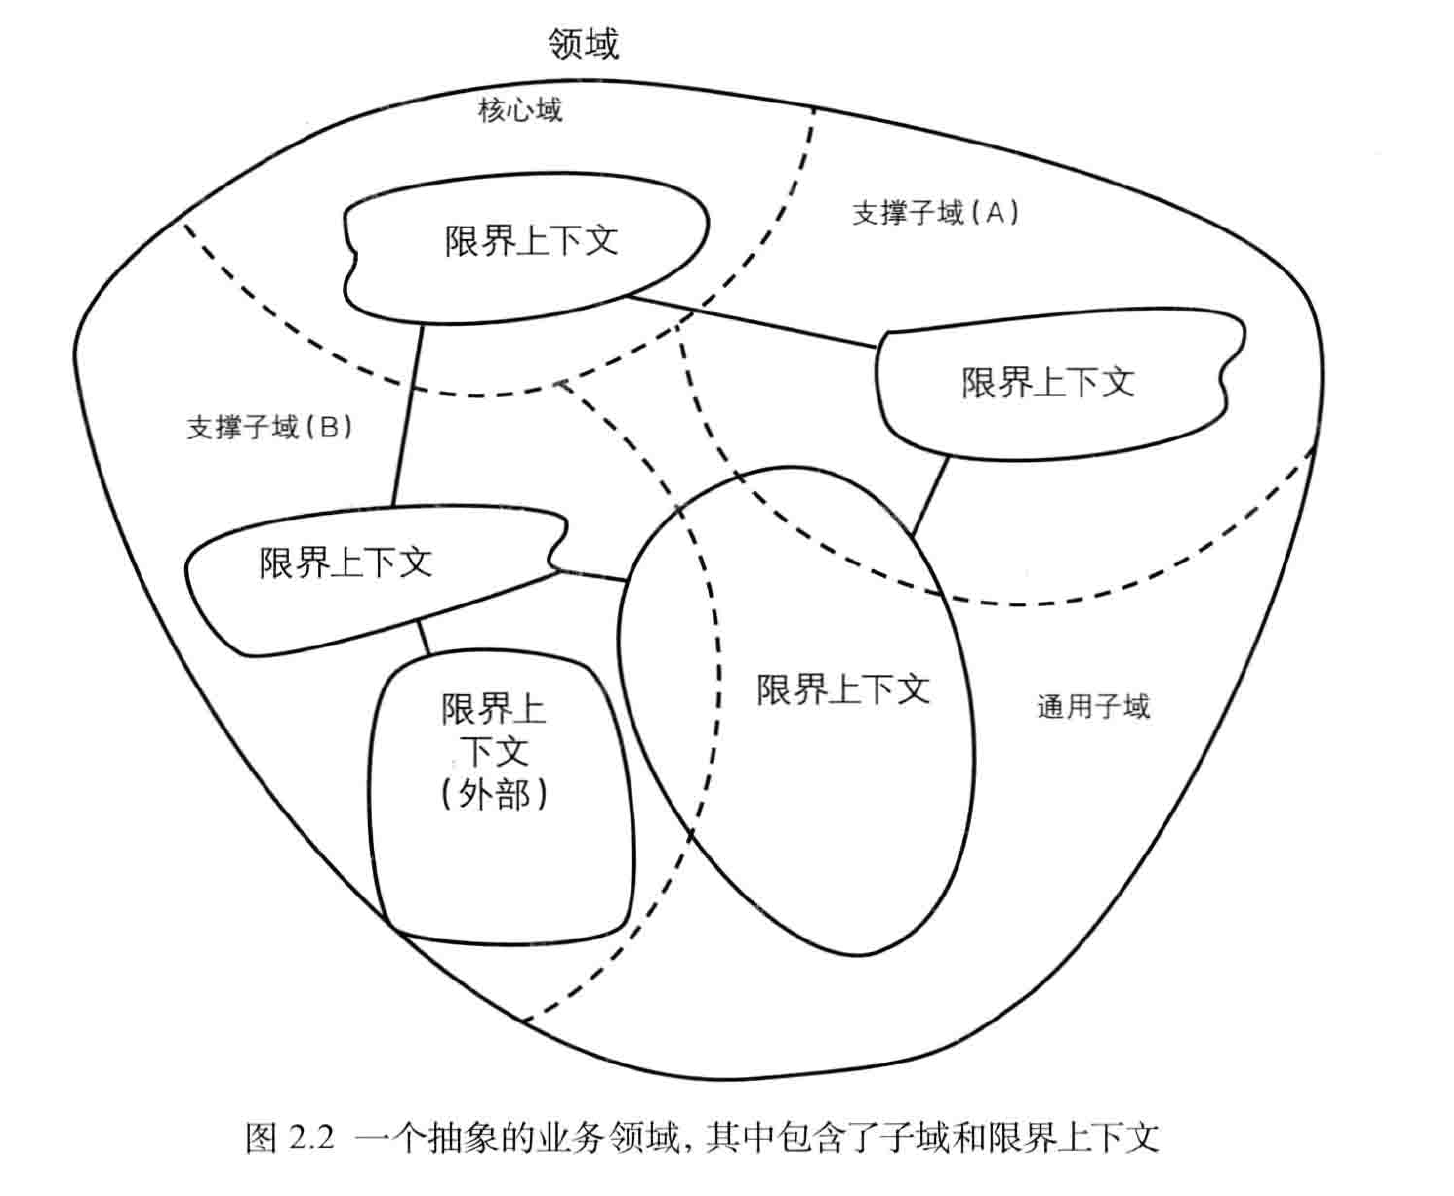 领域
核心域
支撑子域(A)
限界上下文
限界上下文
支撑子域(B)
限界上下文
限界上
下文
(外部)
限界上下文
通用子域
图 2.2 一个抽象的业务领域, 其中包含了子域和限界上下文